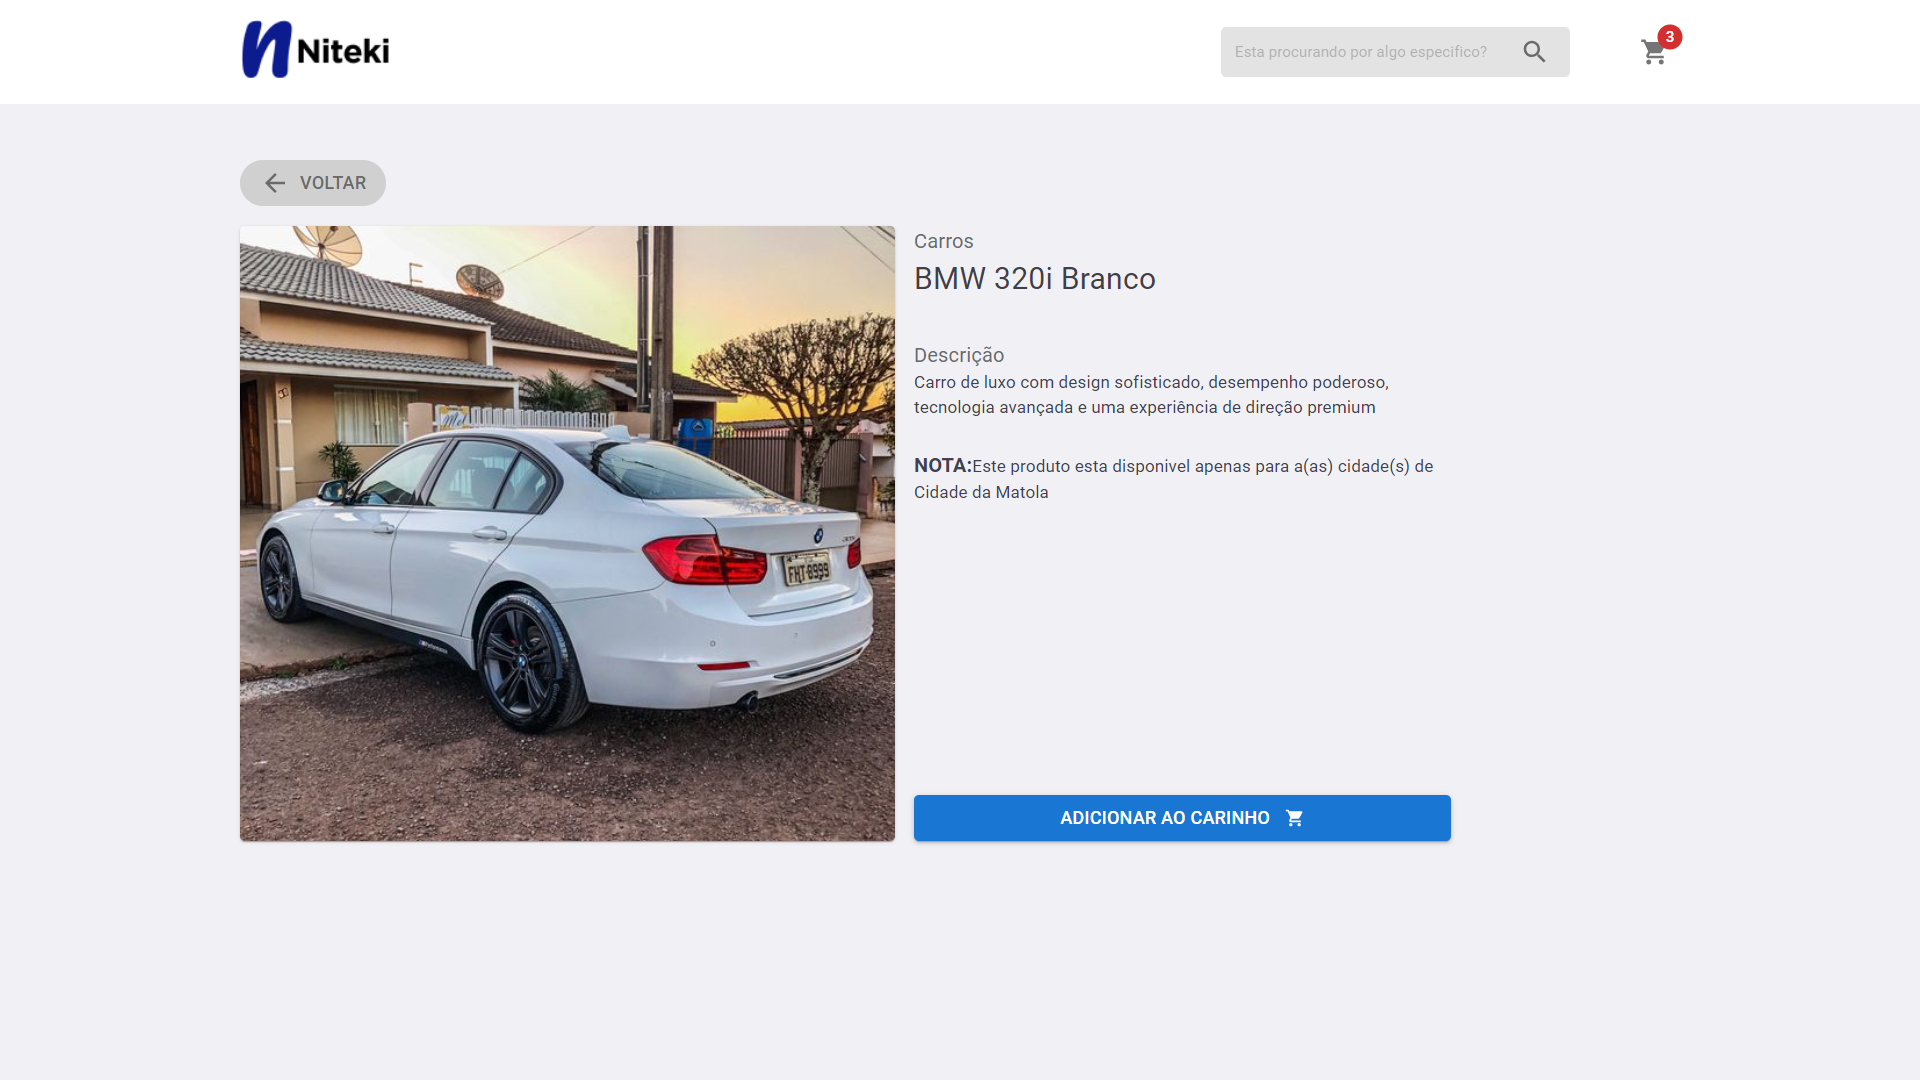 Niteki
Esta procurando por algo especifico?
3
VOLTAR
Carros
BMW 320i Branco
Descrição
Carro de luxo com design sofisticado, desempenho poderoso,
tecnologia avançada e uma experiência de direção premium
NOTA:Este produto esta disponivel apenas para a(as) cidade(s) de
Cidade da Matola
FHT 8999
ADICIONAR AO CARINHO